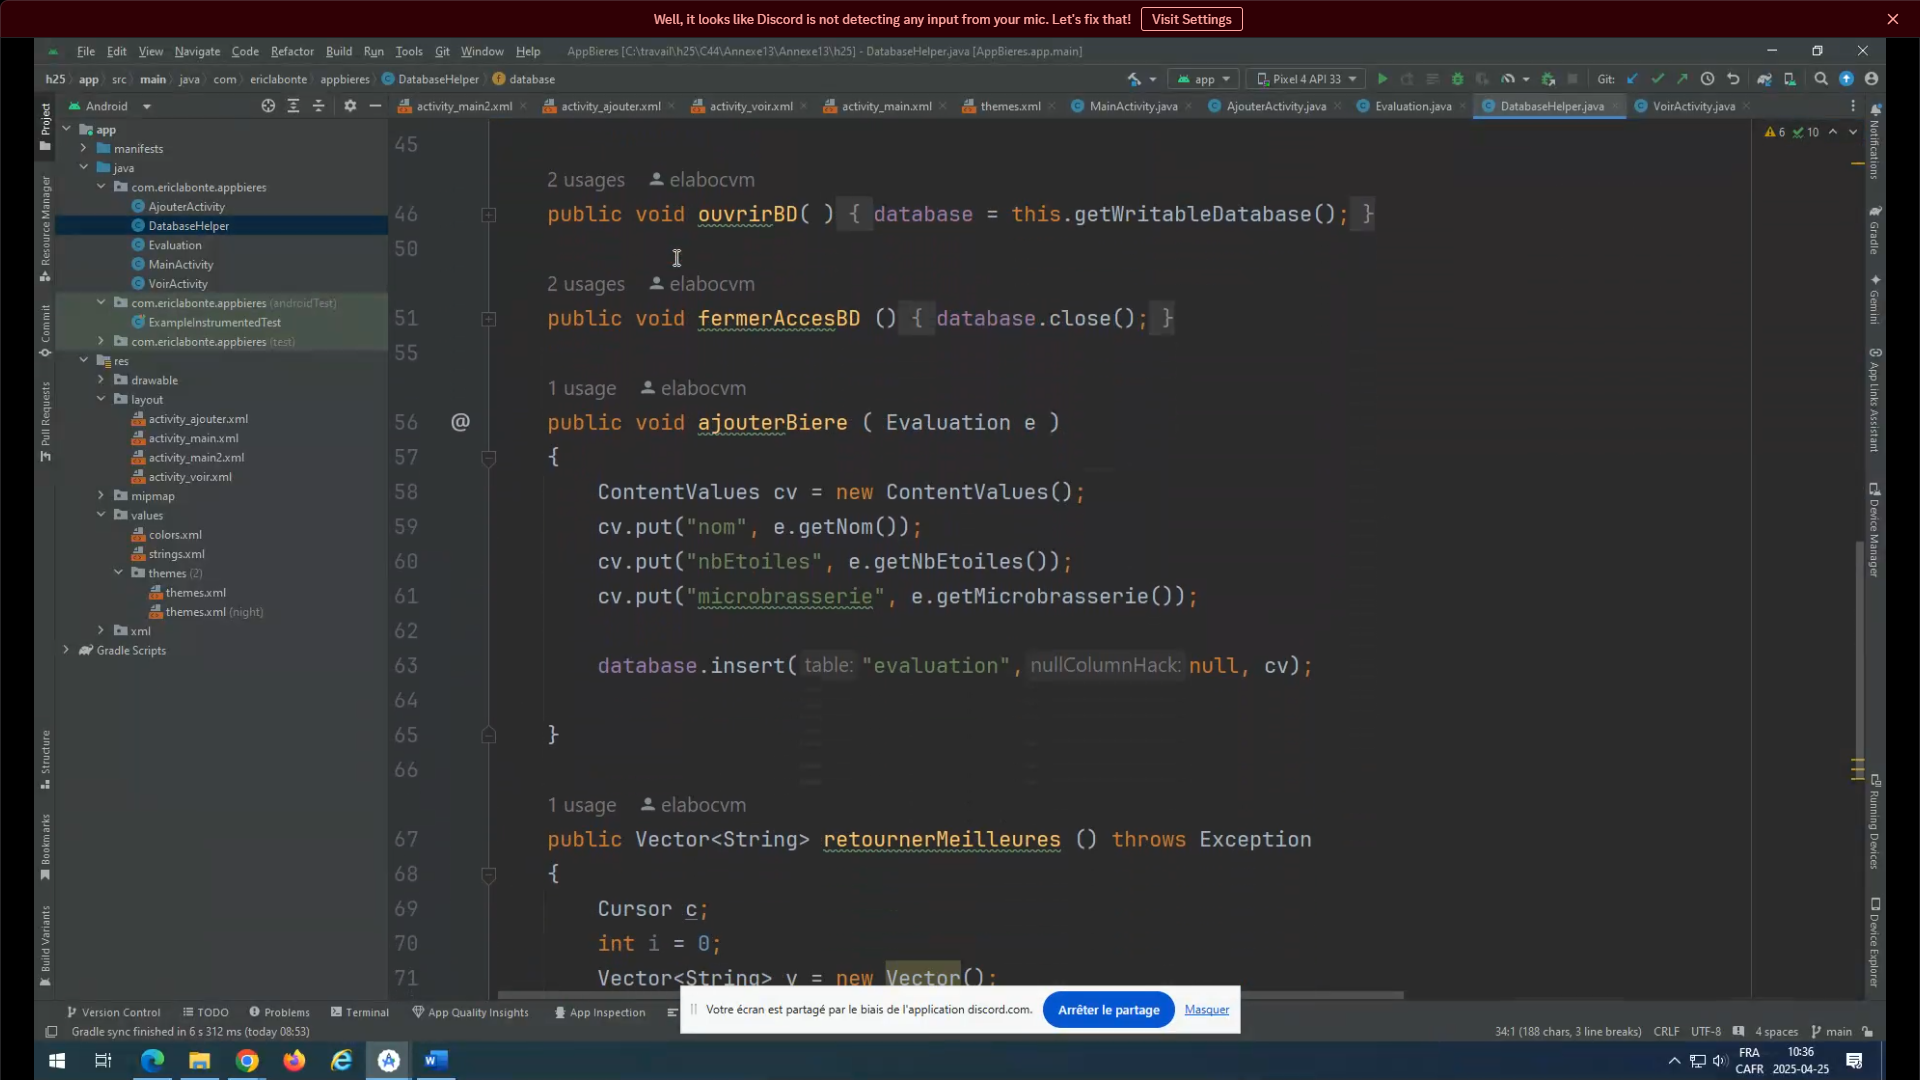 Well, it looks like Discord is not detecting any input from your mic. Let's fix that! Visit Settings
File Edit View Navigate Code Refactor Build Run Tools Git Window Help AppBieres [C:\travail\h25\C44\Annexe13\Annexe13\h25] - DatabaseHelper.java [AppBieres.app.main]
h25 app src main java com ericlabonte appbieres DatabaseHelper database app Pixel 4 API 33 Git:
Android activity_main2.xml activity_ajouter.xml activity_voir.xml activity_main.xml themes.xml MainActivity.java AjouterActivity.java Evaluation.java DatabaseHelper.java VoirActivity.java
Project
Resource Manager
Commit
Pull Requests
Structure
Bookmarks
Build Variants
app
manifests
java
com.ericlabonte.appbieres
AjouterActivity
DatabaseHelper
Evaluation
MainActivity
VoirActivity
com.ericlabonte.appbieres (androidTest)
ExampleInstrumentedTest
com.ericlabonte.appbieres (test)
res
drawable
layout
activity_ajouter.xml
activity_main.xml
activity_main2.xml
activity_voir.xml
mipmap
values
colors.xml
strings.xml
themes (2)
themes.xml
themes.xml (night)
xml
Gradle Scripts
6 10
45
2 usages elabocvm
46 public void ouvrirBD( ) { database = this.getWritableDatabase(); }
50
2 usages elabocvm
51 public void fermerAccesBD () { database.close(); }
55
1 usage elabocvm
56 @ public void ajouterBiere ( Evaluation e )
57 {
58 ContentValues cv = new ContentValues();
59 cv.put("nom", e.getNom());
60 cv.put("nbEtoiles", e.getNbEtoiles());
61 cv.put("microbrasserie", e.getMicrobrasserie());
62
63 database.insert( table: "evaluation", nullColumnHack: null, cv);
64
65 }
66
1 usage elabocvm
67 public Vector<String> retournerMeilleures () throws Exception
68 {
69 Cursor c;
70 int i = 0;
71 Vector<String> v = new Vector();
Notifications
Gradle
Gemini
App Links Assistant
Device Manager
Running Devices
Device Explorer
Votre écran est partagé par le biais de l'application discord.com. Arrêter le partage Masquer
Version Control TODO Problems Terminal App Quality Insights App Inspection
Gradle sync finished in 6 s 312 ms (today 08:53) 34:1 (188 chars, 3 line breaks) CRLF UTF-8 4 spaces main
FRA
CAFR
10:36
2025-04-25